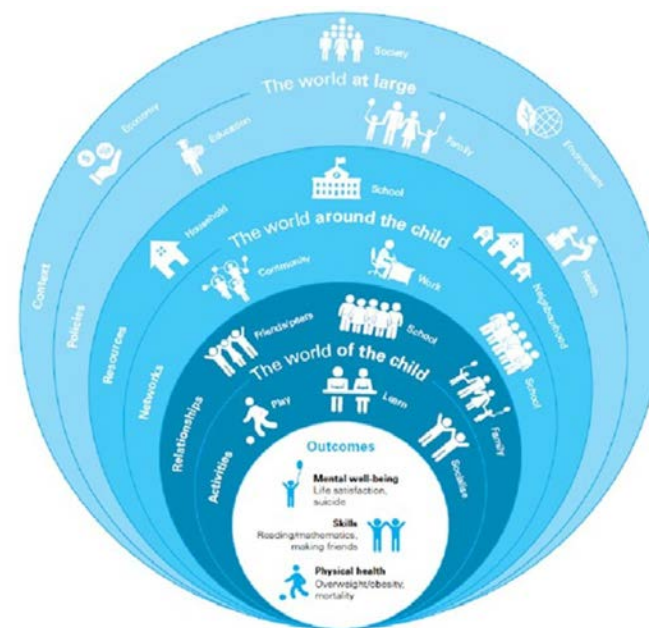 Society
The world at large
Economy
Education
Family
Environment
School
Household
The world around the child
Health
Context
Community
Work
Neighborhood
Policies
Resources
Friends/peers
School
School
Networks
The world of the child
Relationships
Play
Learn
Family
Activities
Socialise
Outcomes
Mental well-being
Life satisfaction,
suicide
Skills
Reading/mathematics,
making friends
Physical health
Overweight/obesity,
mortality